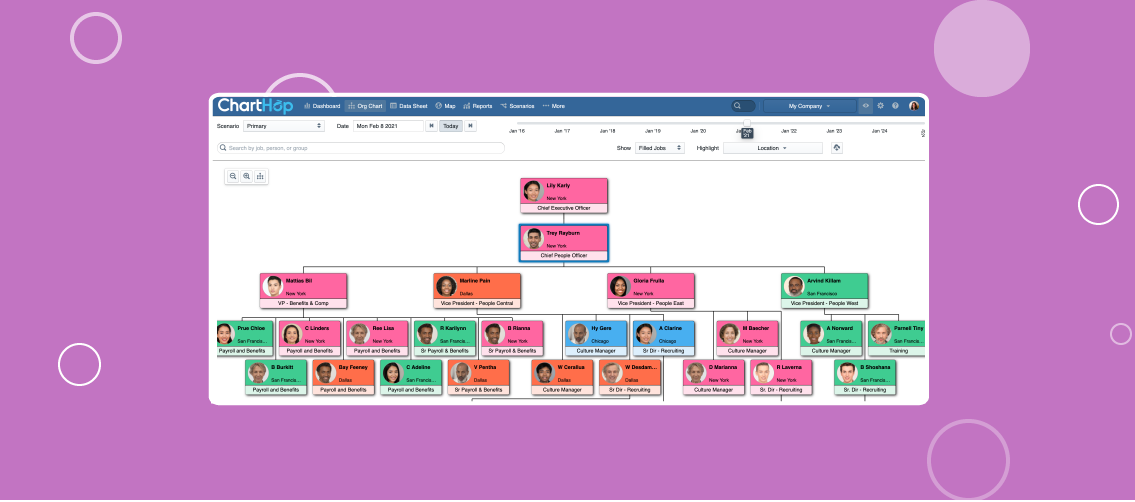 ChartHop
Dashboard
Org Chart
Data Sheet
Map
Reports
Scenarios
More
My Company
Scenario
Primary
Date
Mon Feb 8 2021
Today
Jan '16
Jan '17
Jan '18
Jan '19
Jan '20
Feb '21
Jan '22
Jan '23
Jan '24
Search by job, person, or group
Show
Filled Jobs
Highlight
Location
Lily Karly
New York
Chief Executive Officer
Trey Rayburn
New York
Chief People Officer
Mattias Bil
New York
VP - Benefits & Comp
Marline Pain
Dallas
Vice President - People Central
Gloria Frulla
New York
Vice President - People East
Arvind Killam
San Francisco
Vice President - People West
Prue Chloe
San Francis...
Payroll and Benefits
C Linders
New York
Payroll and Benefits
Ree Lisa
New York
Payroll and Benefits
R Karilynn
San Francis...
Sr Payroll & Benefits
B Rianna
New York
Sr Payroll & Benefits
Hy Gere
Chicago
Culture Manager
A Clarine
Chicago
Sr Dir - Recruiting
M Baecher
New York
Culture Manager
A Norward
San Francis...
Culture Manager
Parnell Tiny
San Francis...
Training
B Burkitt
San Francis...
Payroll and Benefits
Bay Feeney
Dallas
Payroll and Benefits
C Adeline
San Francis...
Payroll and Benefits
V Pentha
Dallas
Sr Payroll & Benefits
W Cerallua
Dallas
Culture Manager
W Desdam...
Dallas
Sr Dir - Recruiting
D Marianna
New York
Culture Manager
R Laverna
New York
Sr. Dir - Recruiting
B Shoshana
San Francis...
Sr. Dir - Recruiting